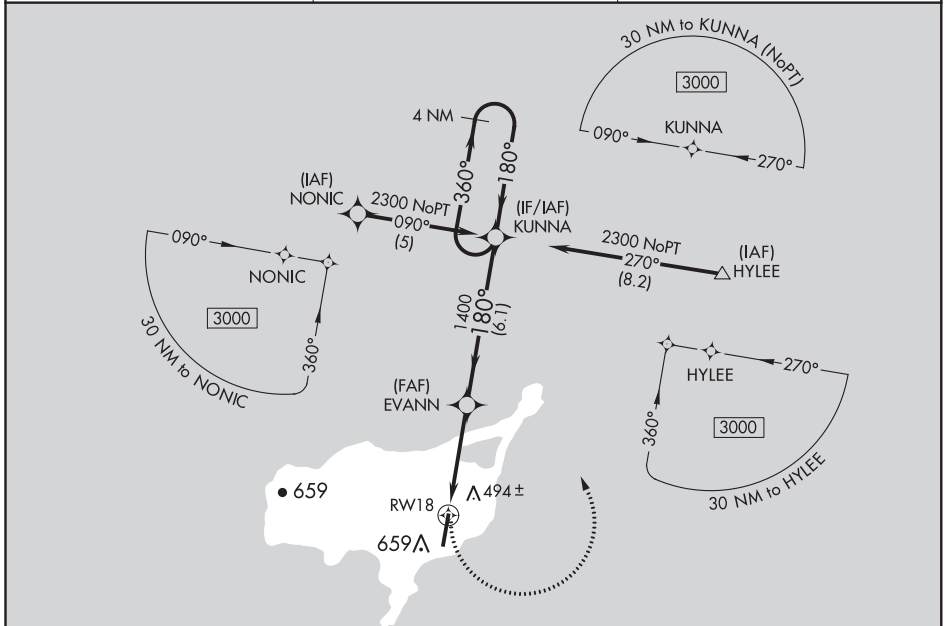 30 NM to KUNNA (NoPT)
3000
KUNNA
090°
270°
4 NM
360°
180°
(IAF)
NONIC
2300 NoPT
090°
(5)
(IF/IAF)
KUNNA
2300 NoPT
270°
(8.2)
(IAF)
HYLEE
090°
NONIC
3000
360°
30 NM to NONIC
1400
180°
(6.1)
HYLEE
270°
360°
3000
30 NM to HYLEE
(FAF)
EVANN
659
RW18
494 ±
659